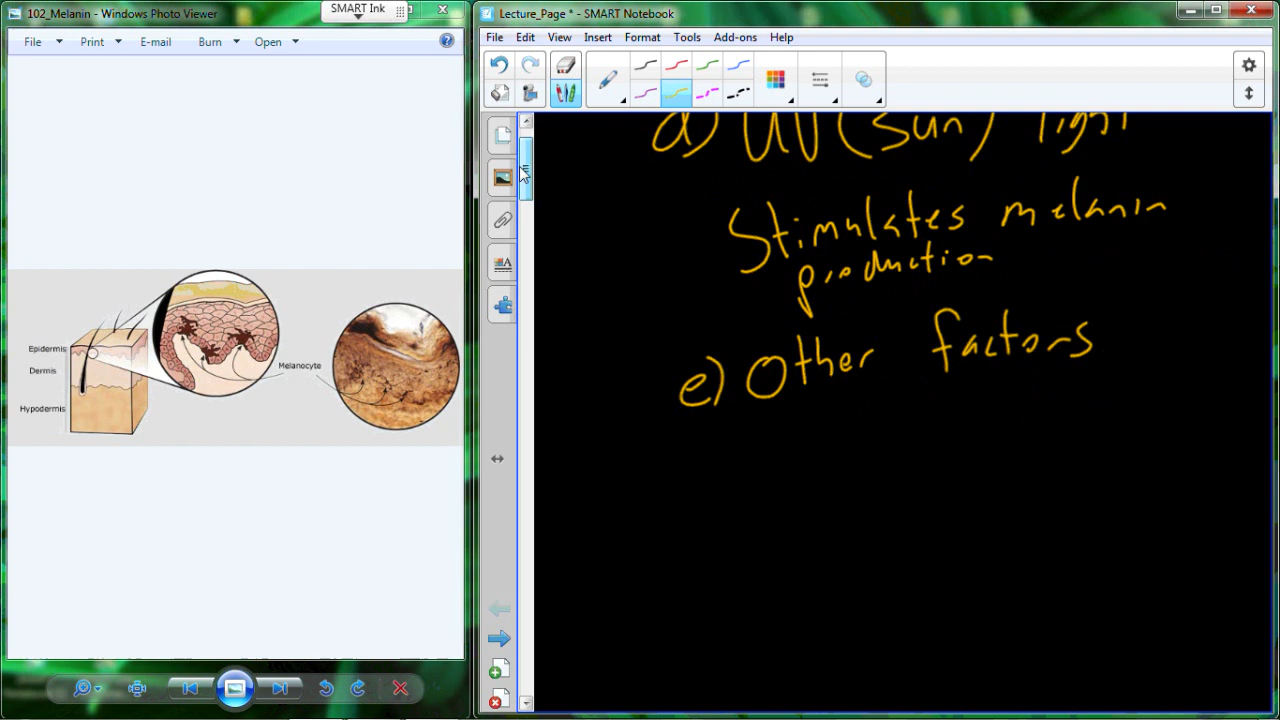 102_Melanin - Windows Photo Viewer
SMART Ink
File Print E-mail Burn Open
Epidermis
Dermis
Hypodermis
Melanocyte
Lecture_Page * - SMART Notebook
File Edit View Insert Format Tools Add-ons Help
d) UV (Sun) light
Stimulates melanin
production
e) Other factors